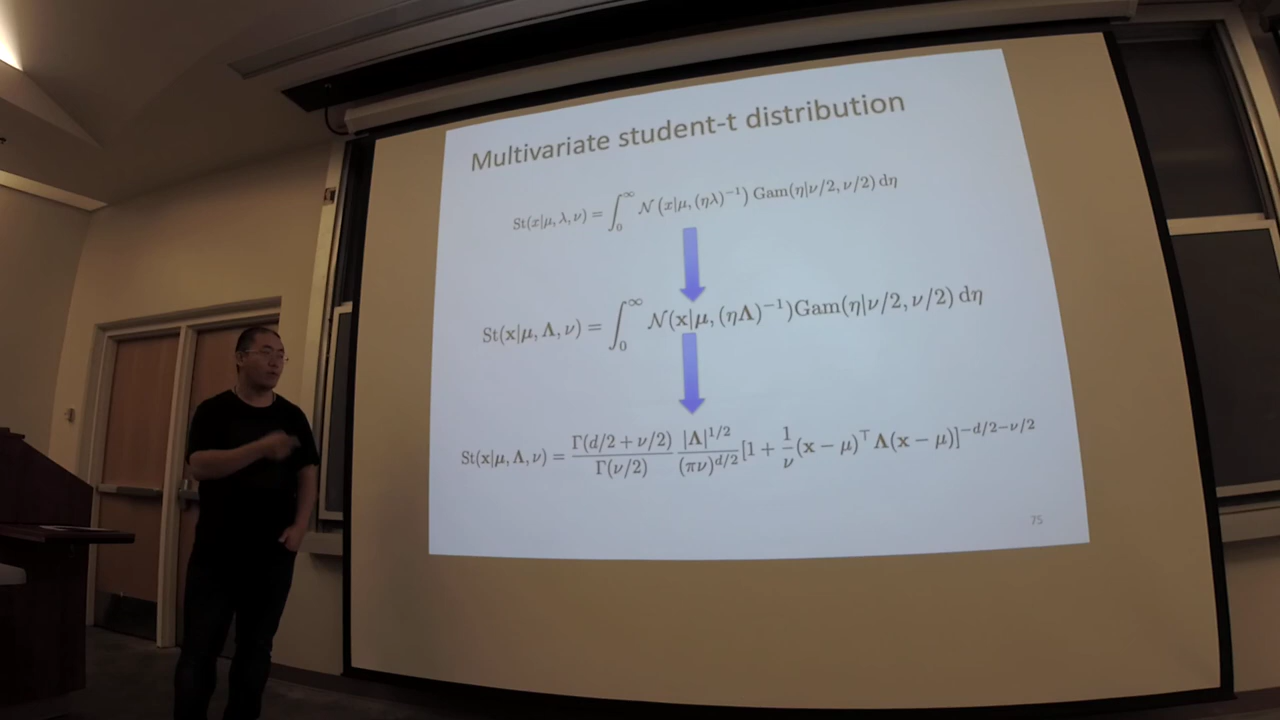 Multivariate student-t distribution
St(x|μ, λ, ν) = ∫₀^∞ 𝒩 (x|μ, (ηλ)⁻¹) Gam(η|ν/2, ν/2) dη
St(x|μ, Λ, ν) = ∫₀^∞ 𝒩(x|μ, (ηΛ)⁻¹)Gam(η|ν/2, ν/2) dη
St(x|μ, Λ, ν) = Γ(d/2 + ν/2)/Γ(ν/2) |Λ|^{1/2}/(πν)^{d/2} [1 + 1/ν (x − μ)^⊤ Λ(x − μ)]^{−d/2−ν/2}
75